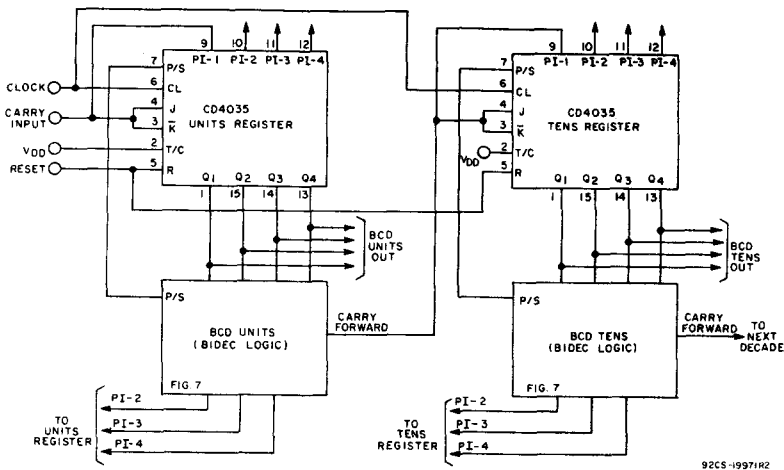 9 10 11 12
PI-1 PI-2 PI-3 PI-4
7 P/S
CLOCK
6 CL
CARRY INPUT
4 J
3 K̅
CD4035
UNITS REGISTER
VDD
2 T/C
RESET
5 R
Q1 Q2 Q3 Q4
1 15 14 13
BCD
UNITS
OUT
P/S
BCD UNITS
(BIDEC LOGIC)
FIG. 7
CARRY
FORWARD
PI-2
PI-3
PI-4
TO
UNITS
REGISTER
9 10 11 12
PI-1 PI-2 PI-3 PI-4
7 P/S
6 CL
4 J
3 K̅
CD4035
TENS REGISTER
VDD
2 T/C
5 R
Q1 Q2 Q3 Q4
1 15 14 13
BCD
TENS
OUT
P/S
BCD TENS
(BIDEC LOGIC)
FIG. 7
CARRY
FORWARD
TO
NEXT
DECADE
PI-2
PI-3
PI-4
TO
TENS
REGISTER
92CS-19971R2